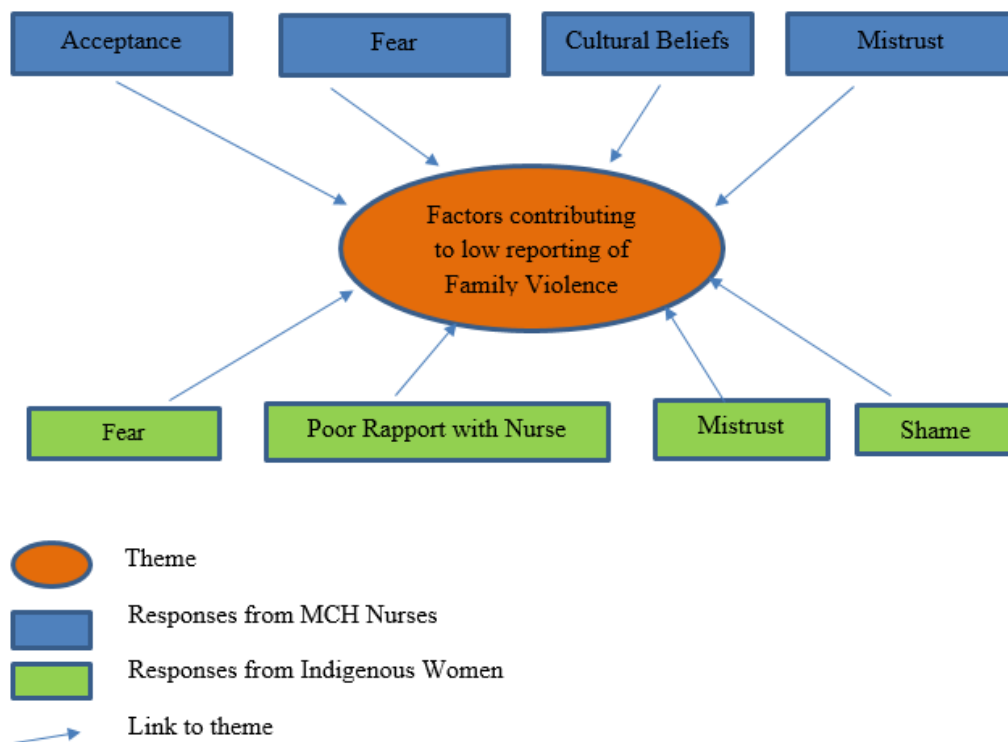 Acceptance
Fear
Cultural Beliefs
Mistrust
Factors contributing
to low reporting of
Family Violence
Fear
Poor Rapport with Nurse
Mistrust
Shame
Theme
Responses from MCH Nurses
Responses from Indigenous Women
Link to theme